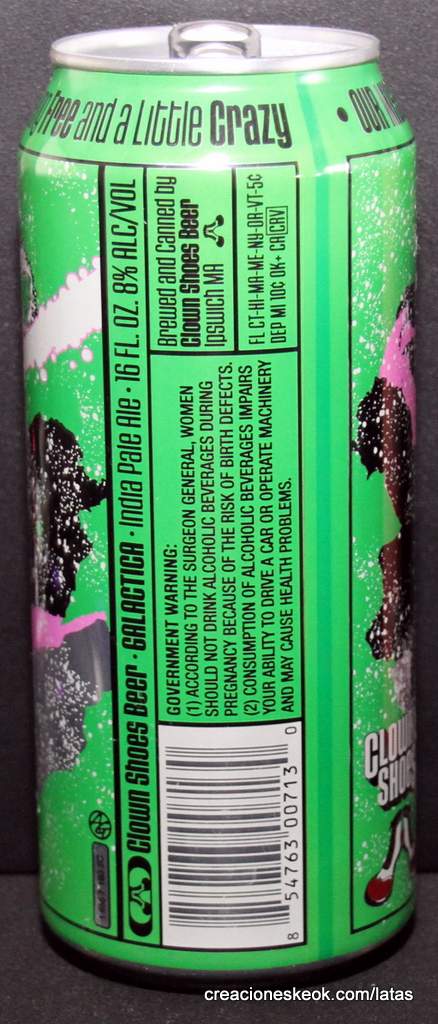 Free and a Little Crazy
• OUR
Clown Shoes Beer • GALACTICA • India Pale Ale • 16 FL. OZ. 8% ALC/VOL
Brewed and Canned by
Clown Shoes Beer
Ipswich MA
FL CT-HI-MA-ME-NY-OR-VT-5¢
DEP MI 10¢ OK+ CA CRV
GOVERNMENT WARNING:
(1) ACCORDING TO THE SURGEON GENERAL, WOMEN
SHOULD NOT DRINK ALCOHOLIC BEVERAGES DURING
PREGNANCY BECAUSE OF THE RISK OF BIRTH DEFECTS.
(2) CONSUMPTION OF ALCOHOLIC BEVERAGES IMPAIRS
YOUR ABILITY TO DRIVE A CAR OR OPERATE MACHINERY
AND MAY CAUSE HEALTH PROBLEMS.
8 54763 00713 0
CLOWN
SHOES
creacioneskeok.com/latas